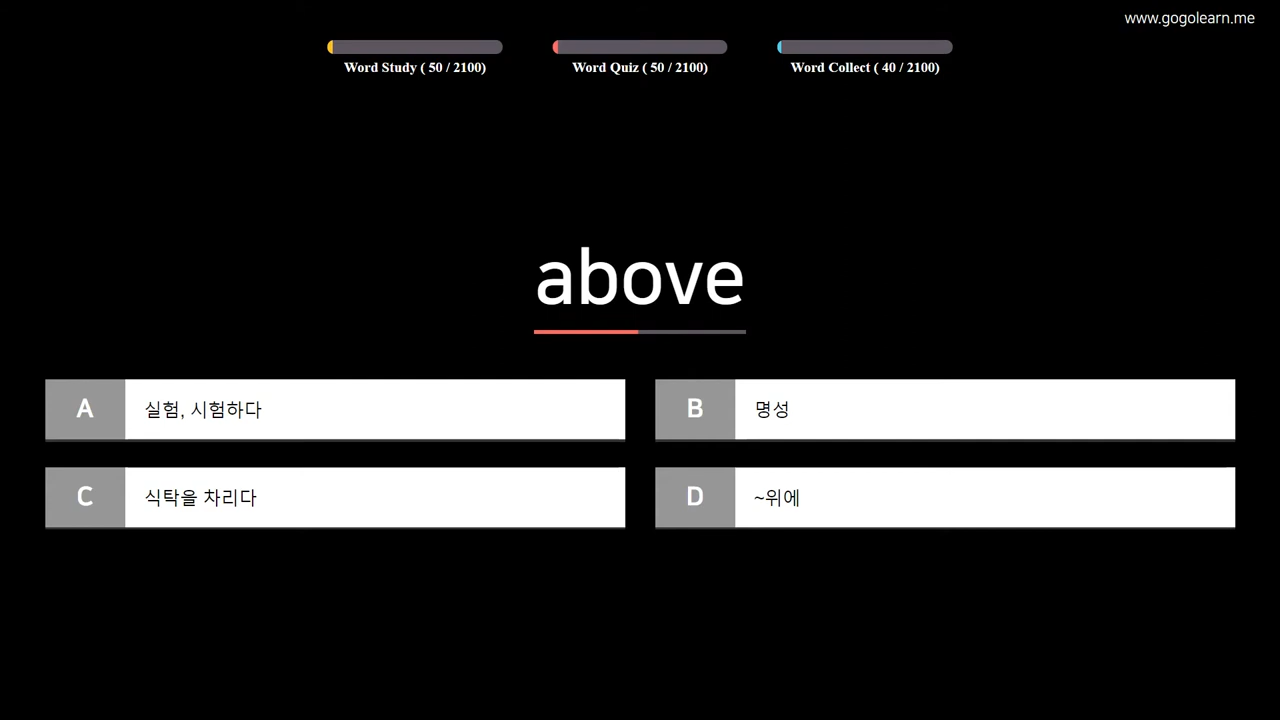 www.gogolearn.me
Word Study ( 50 / 2100)
Word Quiz ( 50 / 2100)
Word Collect ( 40 / 2100)
above
A 실험, 시험하다
B 명성
C 식탁을 차리다
D ~위에